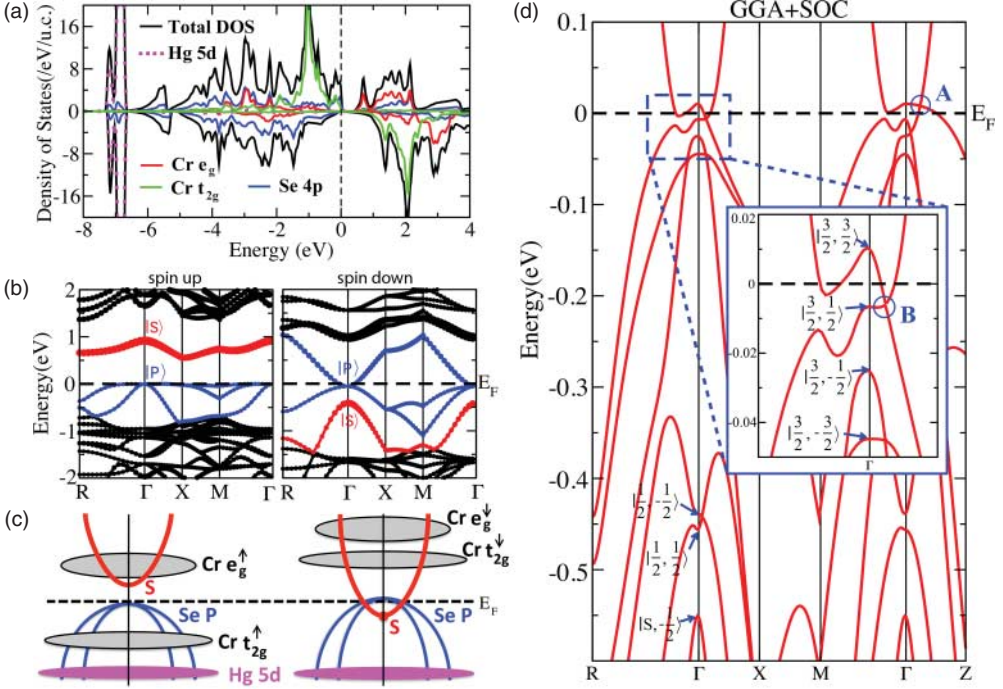 (a)
Density of States(/eV/u.c.)
16
8
0
-8
-16
Total DOS
Hg 5d
Cr e_g
Cr t_2g
Se 4p
-8 -6 -4 -2 0 2 4
Energy (eV)
(b)
spin up
spin down
Energy(eV)
2
1
0
-1
-2
|S⟩
|P⟩
|P⟩
|S⟩
E_F
R Γ X M Γ
R Γ X M Γ
(c)
Cr e_g^↑
S
Se P
Cr t_2g^↑
Hg 5d
Cr e_g^↓
Cr t_2g^↓
E_F
S
(d)
GGA+SOC
Energy(eV)
0.1
0
-0.1
-0.2
-0.3
-0.4
-0.5
A
E_F
0.02
0
-0.02
-0.04
|3/2, 3/2⟩
|3/2, 1/2⟩
B
|3/2, -1/2⟩
|3/2, -3/2⟩
Γ
|1/2, -1/2⟩
|1/2, 1/2⟩
|S, -1/2⟩
R Γ X M Γ Z